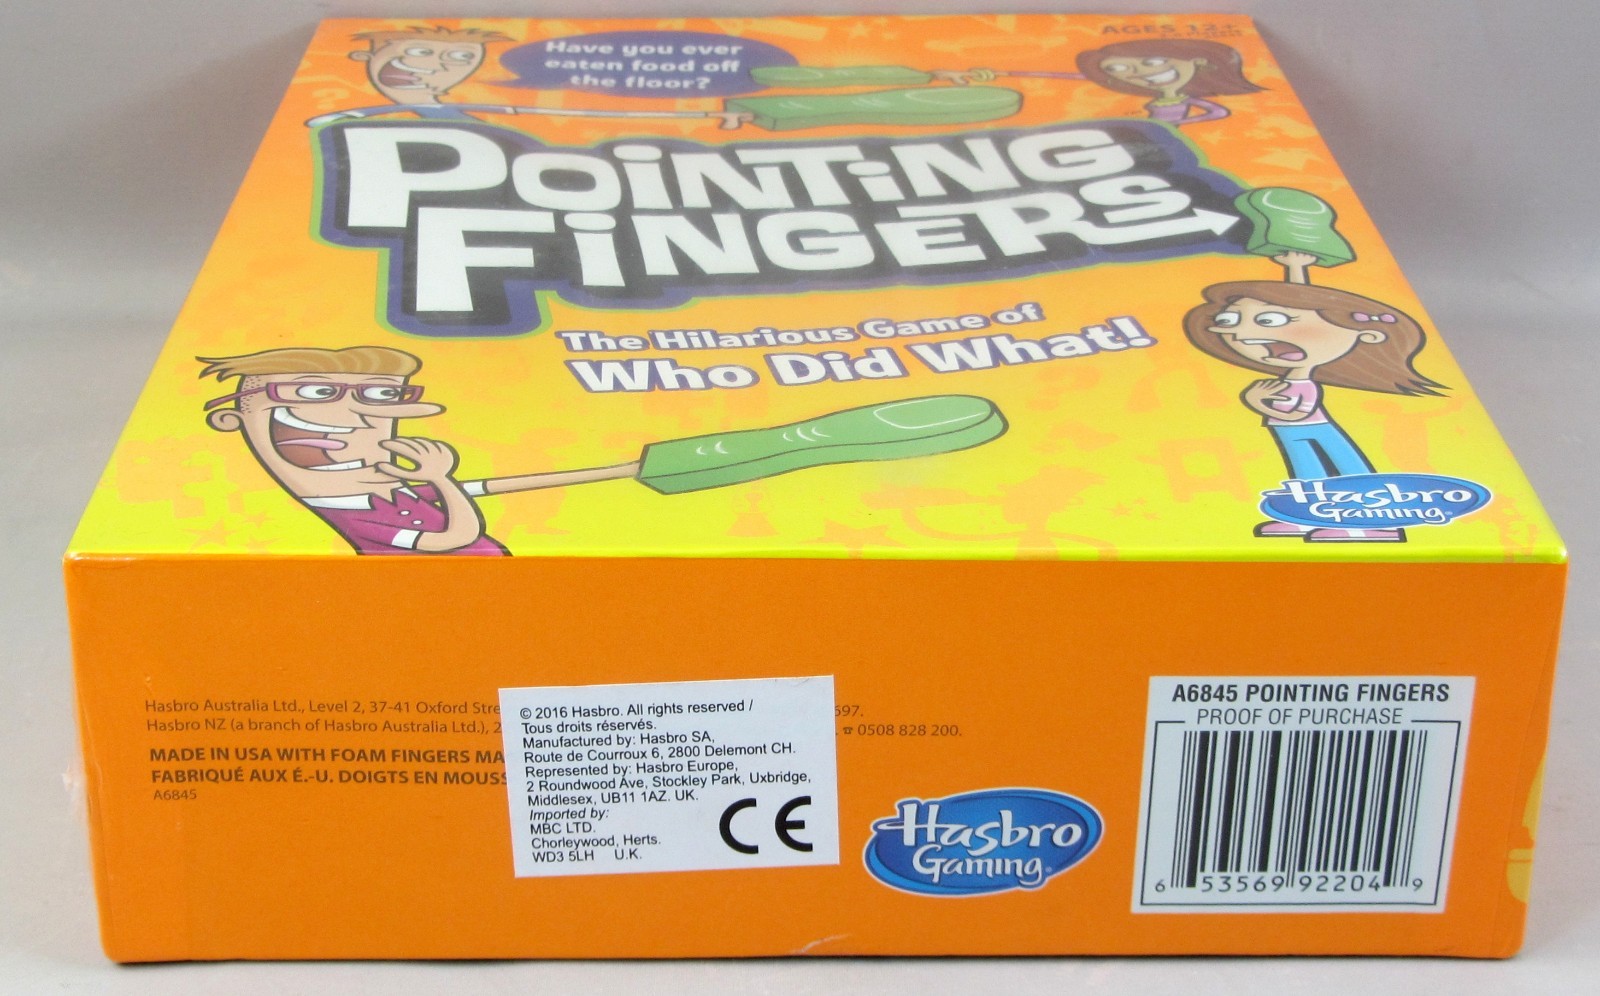 Have you ever
eaten food off
the floor?
AGES 12+
POINTING
FINGERS
The Hilarious Game of
Who Did What!
Hasbro
Gaming
Hasbro Australia Ltd., Level 2, 37-41 Oxford Stre
Hasbro NZ (a branch of Hasbro Australia Ltd.), 2
597.
☎ 0508 828 200.
MADE IN USA WITH FOAM FINGERS MA
FABRIQUÉ AUX É.-U. DOIGTS EN MOUSS
A6845
© 2016 Hasbro. All rights reserved /
Tous droits réservés.
Manufactured by: Hasbro SA,
Route de Courroux 6, 2800 Delemont CH.
Represented by: Hasbro Europe,
2 Roundwood Ave, Stockley Park, Uxbridge,
Middlesex, UB11 1AZ. UK.
Imported by:
MBC LTD.
Chorleywood, Herts.
WD3 5LH U.K.
CE
Hasbro
Gaming
A6845 POINTING FINGERS
PROOF OF PURCHASE
6 53569 92204 9